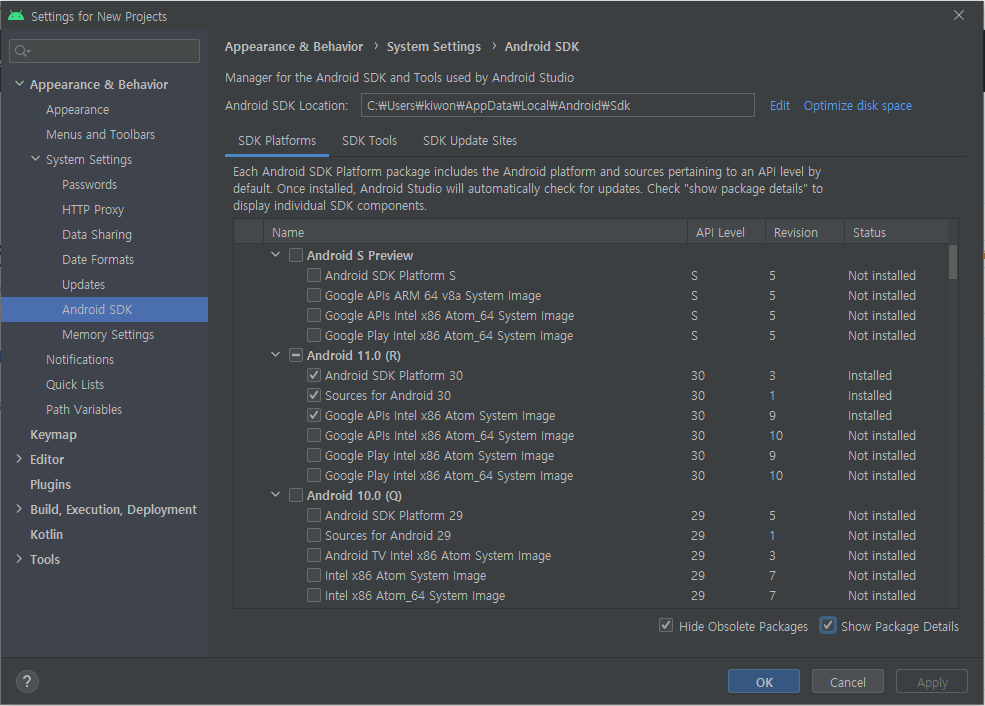 Settings for New Projects
Appearance & Behavior
Appearance
Menus and Toolbars
System Settings
Passwords
HTTP Proxy
Data Sharing
Date Formats
Updates
Android SDK
Memory Settings
Notifications
Quick Lists
Path Variables
Keymap
Editor
Plugins
Build, Execution, Deployment
Kotlin
Tools
Appearance & Behavior › System Settings › Android SDK
Manager for the Android SDK and Tools used by Android Studio
Android SDK Location: C:₩Users₩kiwon₩AppData₩Local₩Android₩Sdk Edit Optimize disk space
SDK Platforms SDK Tools SDK Update Sites
Each Android SDK Platform package includes the Android platform and sources pertaining to an API level by
default. Once installed, Android Studio will automatically check for updates. Check "show package details" to
display individual SDK components.
Name API Level Revision Status
Android S Preview
Android SDK Platform S S 5 Not installed
Google APIs ARM 64 v8a System Image S 5 Not installed
Google APIs Intel x86 Atom_64 System Image S 5 Not installed
Google Play Intel x86 Atom_64 System Image S 5 Not installed
Android 11.0 (R)
Android SDK Platform 30 30 3 Installed
Sources for Android 30 30 1 Installed
Google APIs Intel x86 Atom System Image 30 9 Installed
Google APIs Intel x86 Atom_64 System Image 30 10 Not installed
Google Play Intel x86 Atom System Image 30 9 Not installed
Google Play Intel x86 Atom_64 System Image 30 10 Not installed
Android 10.0 (Q)
Android SDK Platform 29 29 5 Not installed
Sources for Android 29 29 1 Not installed
Android TV Intel x86 Atom System Image 29 3 Not installed
Intel x86 Atom System Image 29 7 Not installed
Intel x86 Atom_64 System Image 29 7 Not installed
Hide Obsolete Packages Show Package Details
? OK Cancel Apply